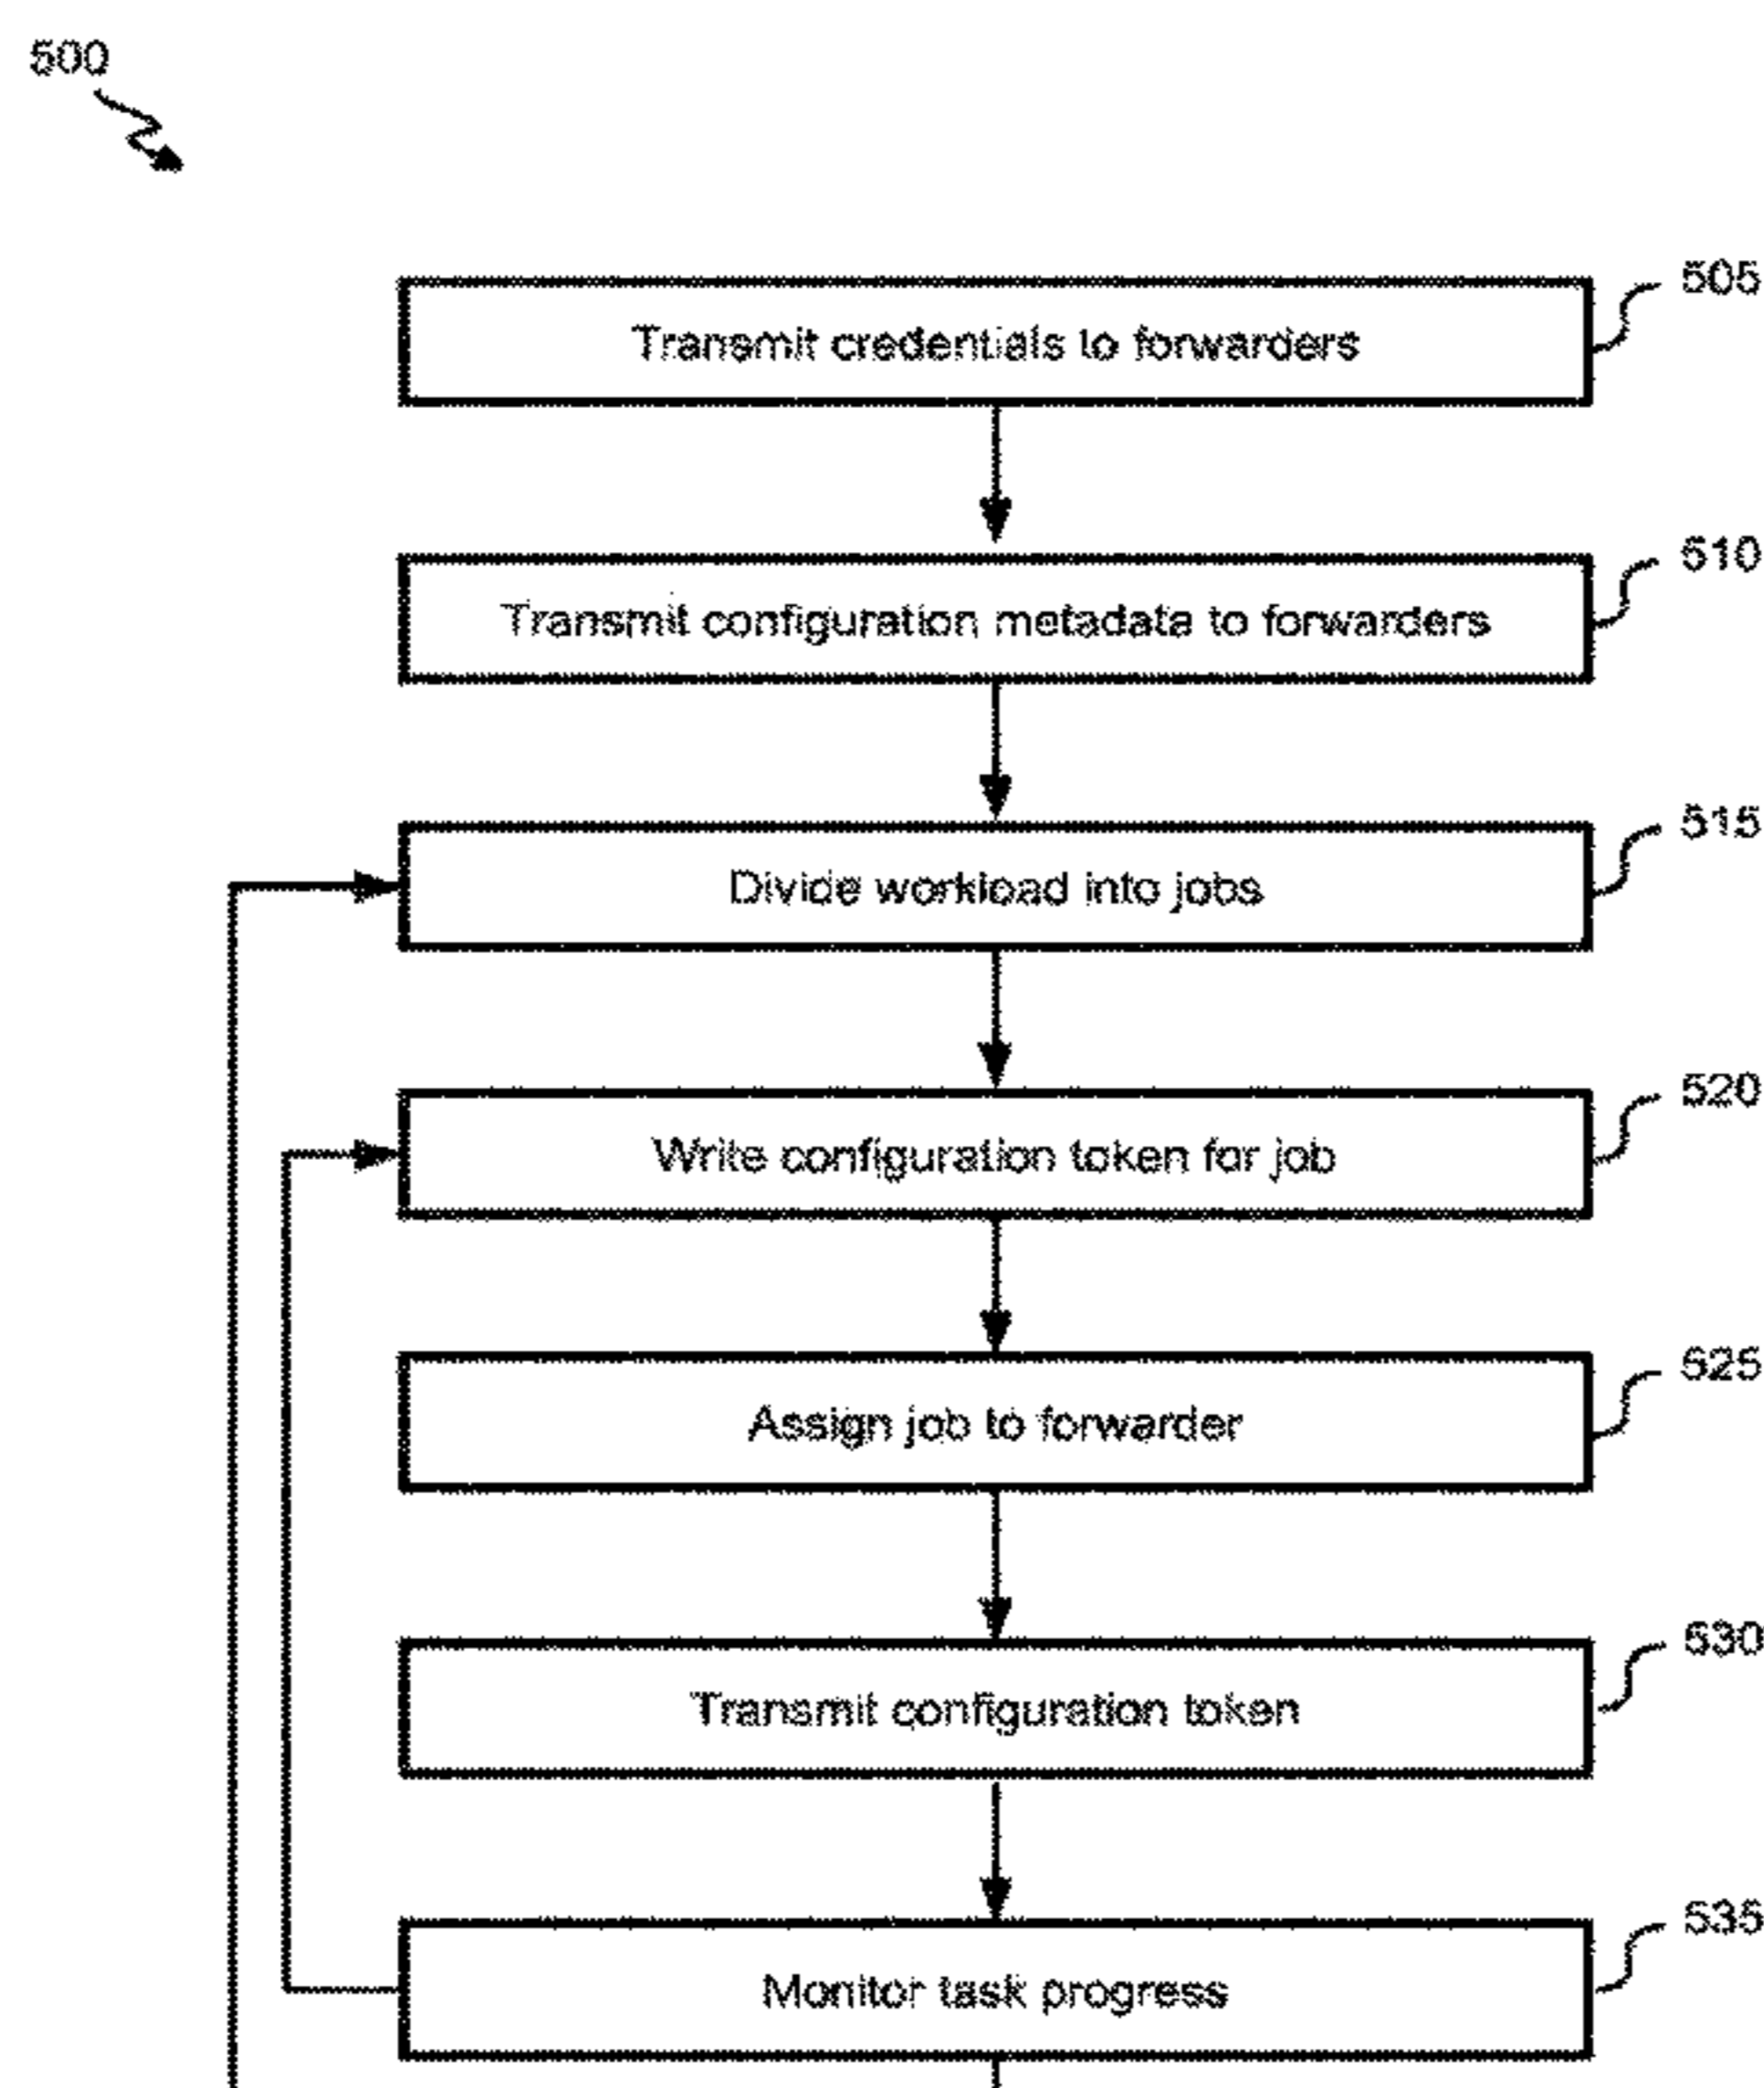 500
505
Transmit credentials to forwarders
510
Transmit configuration metadata to forwarders
515
Divide workload into jobs
520
Write configuration token for job
525
Assign job to forwarder
530
Transmit configuration token
535
Monitor task progress